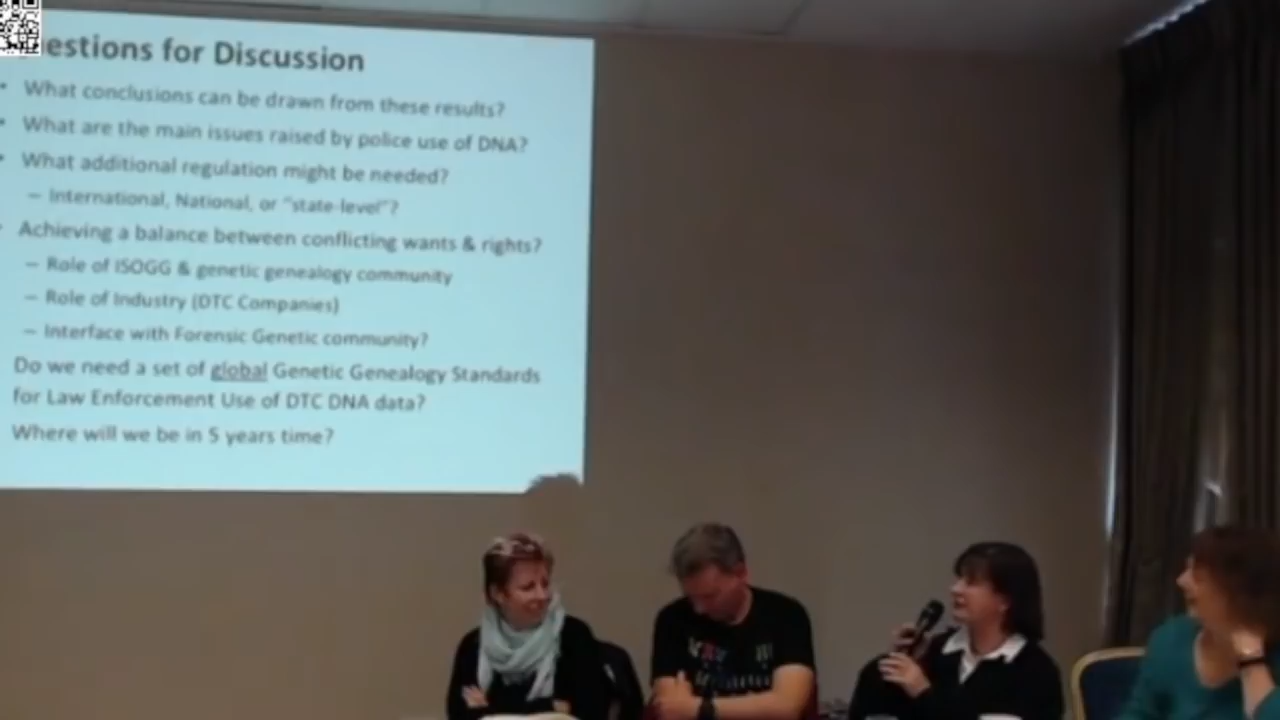 estions for Discussion
• What conclusions can be drawn from these results?
• What are the main issues raised by police use of DNA?
• What additional regulation might be needed?
– International, National, or "state-level"?
• Achieving a balance between conflicting wants & rights?
– Role of ISOGG & genetic genealogy community
– Role of Industry (DTC Companies)
– Interface with Forensic Genetic community?
Do we need a set of global Genetic Genealogy Standards
for Law Enforcement Use of DTC DNA data?
Where will we be in 5 years time?